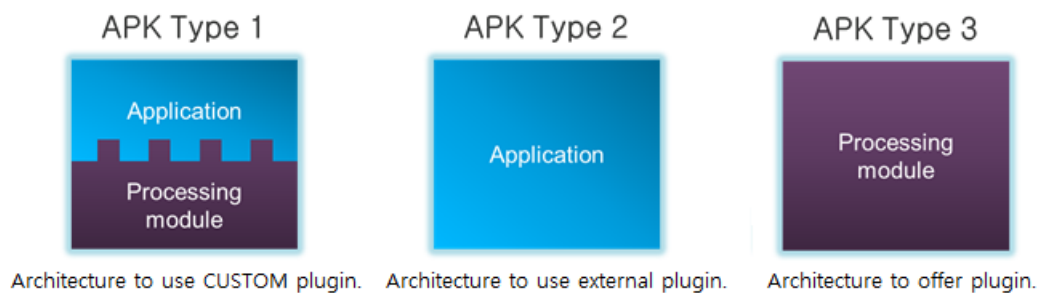 APK Type 1
APK Type 2
APK Type 3
Application
Processing
module
Application
Processing
module
Architecture to use CUSTOM plugin.
Architecture to use external plugin.
Architecture to offer plugin.